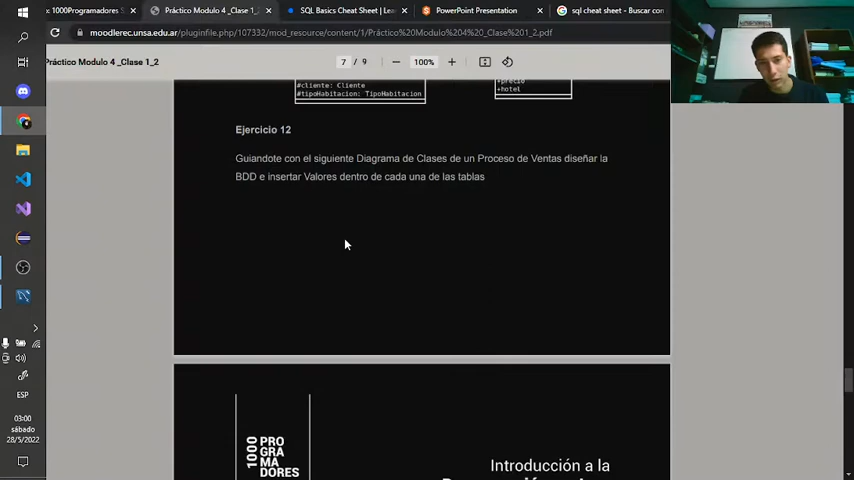 x: 1000Programadores S
Práctico Modulo 4 _Clase 1_
SQL Basics Cheat Sheet | Lea
PowerPoint Presentation
sql cheat sheet - Buscar con
moodlerec.unsa.edu.ar/pluginfile.php/107332/mod_resource/content/1/Práctico%20Modulo%204%20_Clase%201_2.pdf
Práctico Modulo 4 _Clase 1_2
7 / 9
100%
#cliente: Cliente
#tipoHabitacion: TipoHabitacion
+precio
+hotel
Ejercicio 12
Guiandote con el siguiente Diagrama de Clases de un Proceso de Ventas diseñar la
BDD e insertar Valores dentro de cada una de las tablas
1000
PRO
GRA
MA
DORES
Introducción a la
ESP
03:00
sábado
28/5/2022